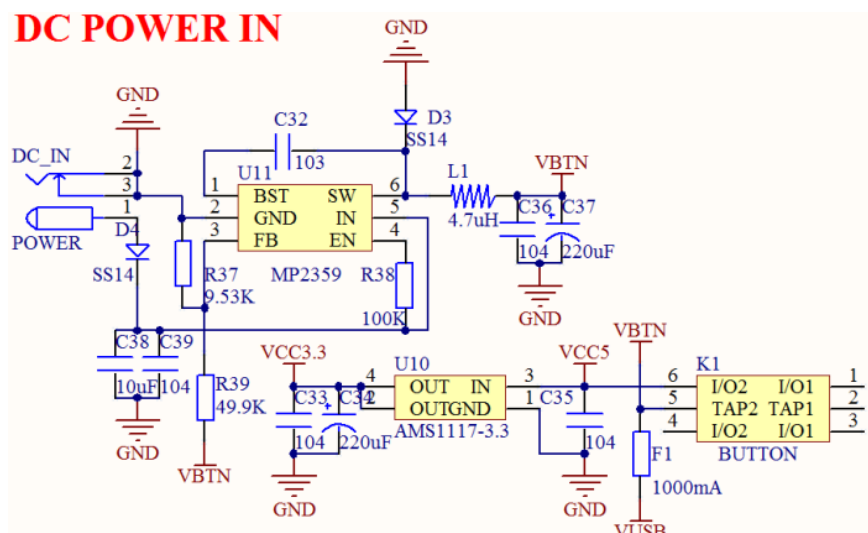 DC POWER IN
GND
GND
C32
D3
SS14
103
DC_IN
2
3
1
POWER
D4
SS14
U11
1 BST SW 6
2 GND IN 5
3 FB EN 4
MP2359
L1
4.7uH
VBTN
C36
C37
104
220uF
GND
R37
9.53K
R38
100K
C38
C39
10uF
104
GND
R39
49.9K
VBTN
VCC3.3
U10
4 OUT IN 3
2 OUT GND 1
AMS1117-3.3
C33
C34
104
220uF
GND
VCC5
C35
104
GND
VBTN
K1
6 I/O2 I/O1 1
5 TAP2 TAP1 2
4 I/O2 I/O1 3
BUTTON
F1
1000mA
VUSB